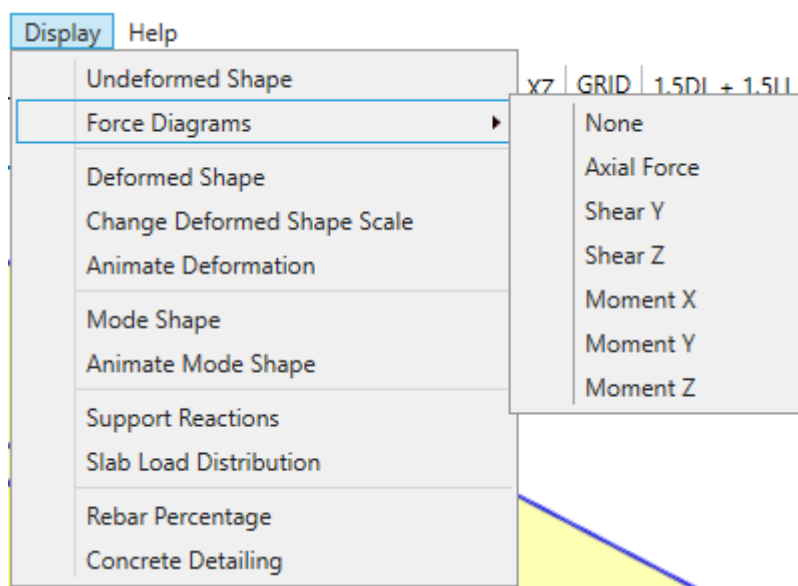 Display Help
Undeformed Shape
XZ GRID 1.5DL + 1.5LL
Force Diagrams
None
Axial Force
Deformed Shape
Shear Y
Change Deformed Shape Scale
Shear Z
Animate Deformation
Moment X
Mode Shape
Moment Y
Animate Mode Shape
Moment Z
Support Reactions
Slab Load Distribution
Rebar Percentage
Concrete Detailing